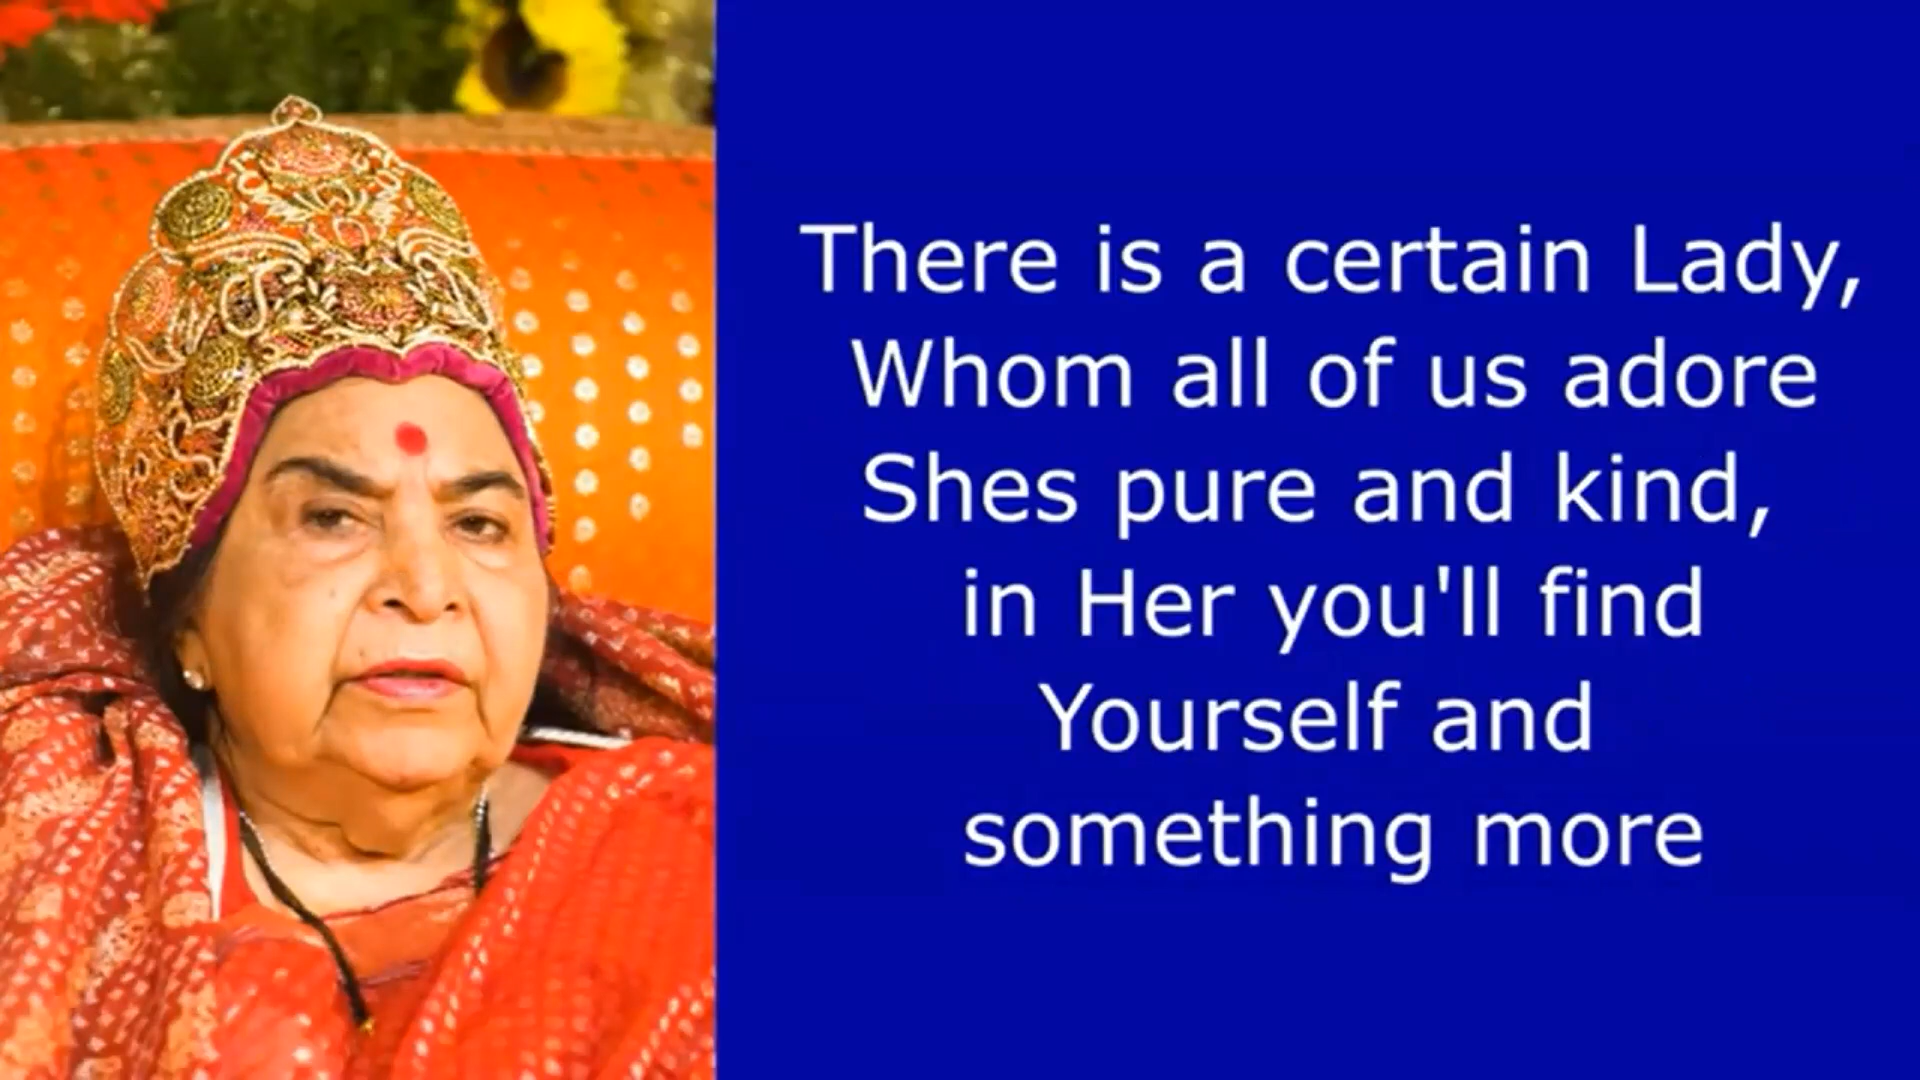 There is a certain Lady,
Whom all of us adore
Shes pure and kind,
in Her you'll find
Yourself and
something more